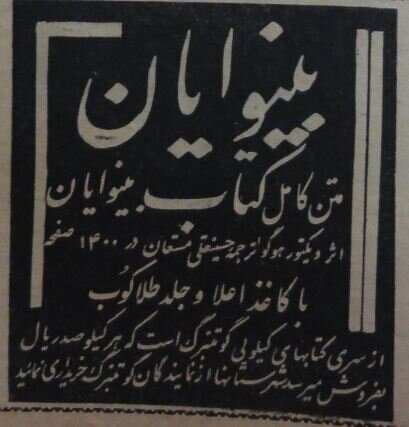 بینوایان
متن کامل کتاب بینوایان
اثر ویکتور هوگو ترجمه حسینقلی مستعان در ۱۴۰۰ صفحه
با کاغذ اعلا و جلد طلاکوب
از سری کتابهای کیلوئی گوتنبرگ است که هر کیلو صد ریال
بفروش میرسد شهرستانها از نمایندگان گوتنبرگ خریداری نمائید